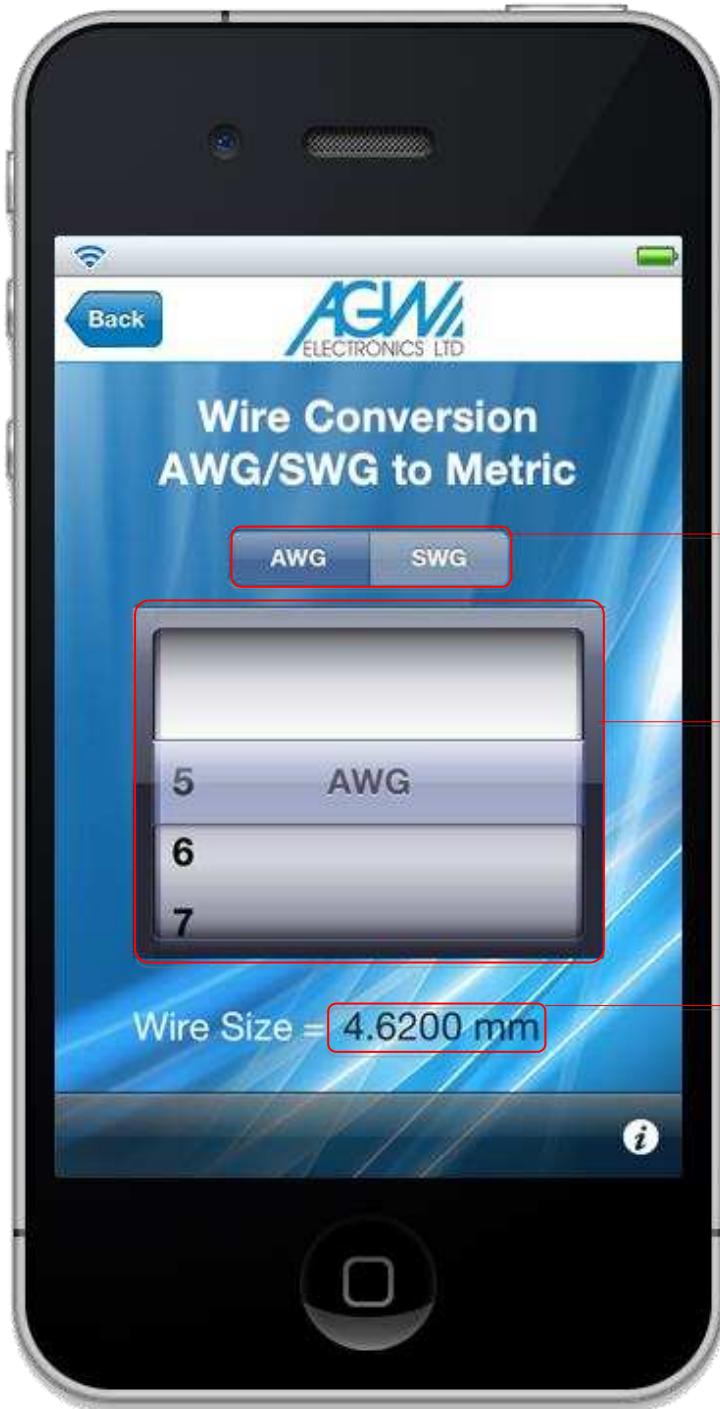 Back
AGW
ELECTRONICS LTD
Wire Conversion
AWG/SWG to Metric
AWG SWG
5 AWG
6
7
Wire Size = 4.6200 mm
i